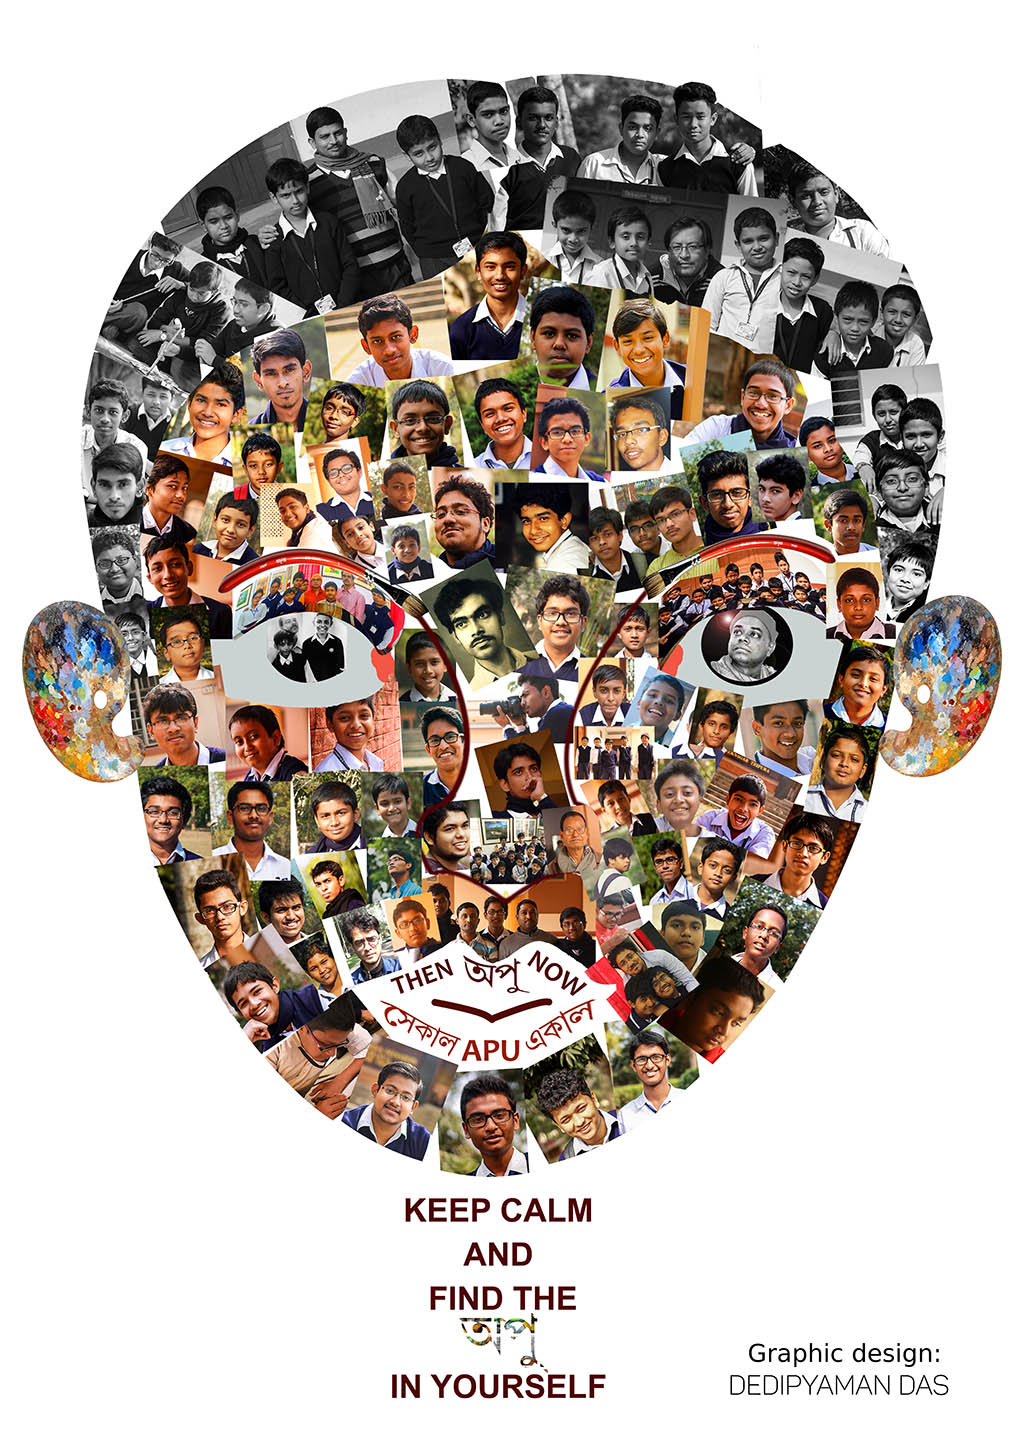 THEN অপু NOW
সেকাল APU একাল
KEEP CALM
AND
FIND THE
অপু
IN YOURSELF
Graphic design:
DEDIPYAMAN DAS